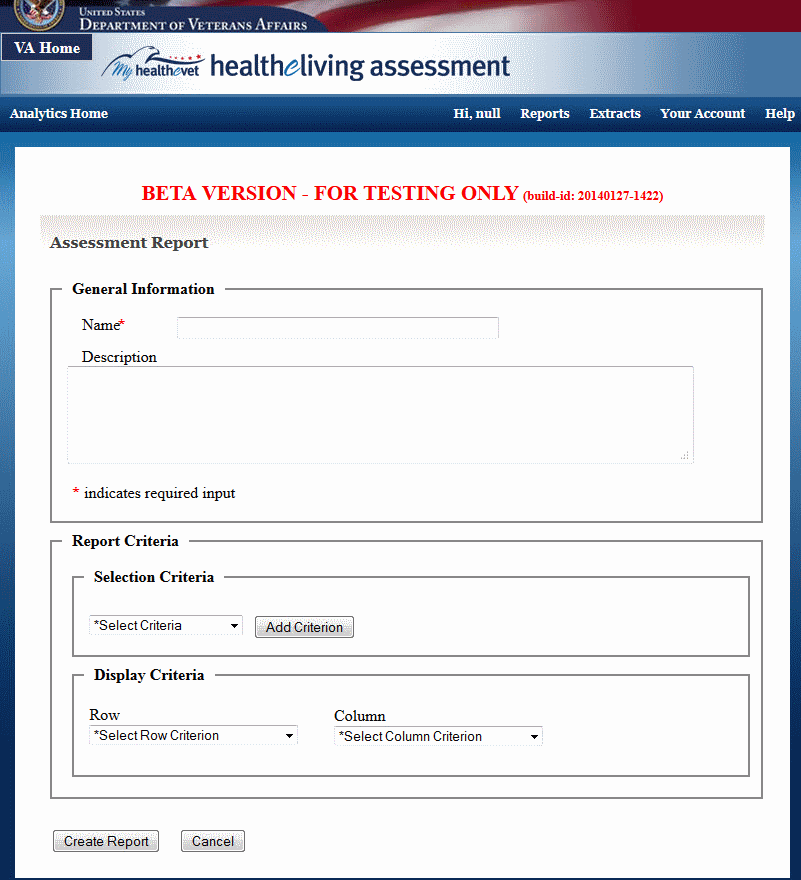 UNITED STATES
DEPARTMENT OF VETERANS AFFAIRS
VA Home
My healthevet healtheliving assessment
Analytics Home Hi, null Reports Extracts Your Account Help
BETA VERSION - FOR TESTING ONLY (build-id: 20140127-1422)
Assessment Report
General Information
Name*
Description
* indicates required input
Report Criteria
Selection Criteria
*Select Criteria Add Criterion
Display Criteria
Row Column
*Select Row Criterion *Select Column Criterion
Create Report Cancel